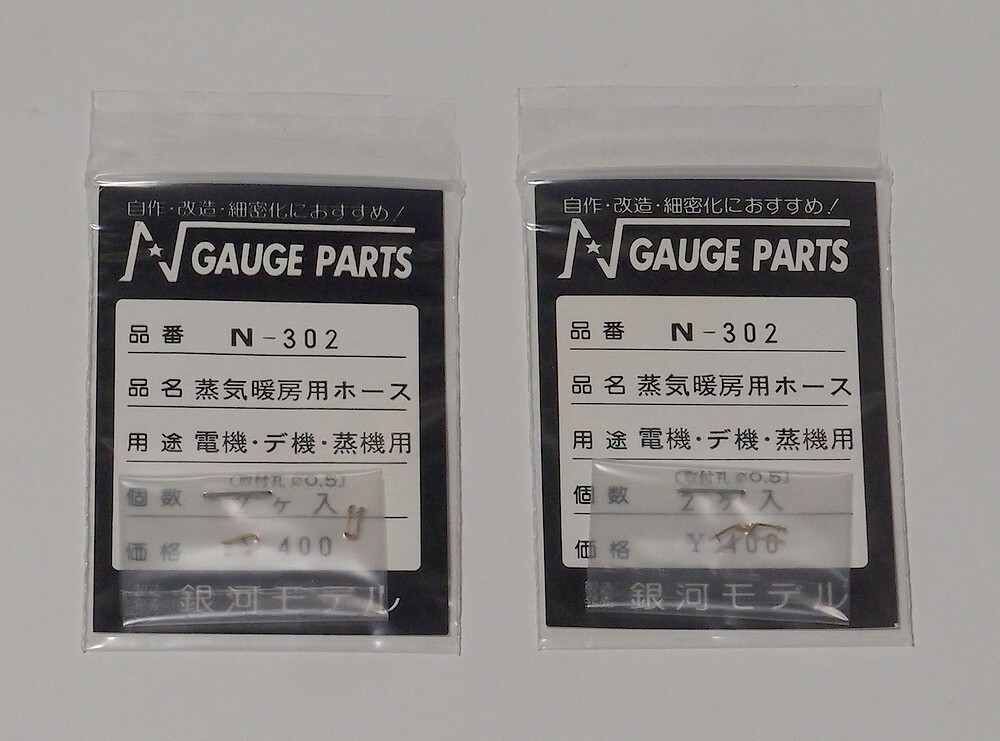 自作・改造・細密化におすすめ!
N GAUGE PARTS
品番 N-302
品名 蒸気暖房用ホース
用途 電機・デ機・蒸機用
(取付孔 ø0.5)
個数 2ヶ入
価格 ¥400
銀河モデル
自作・改造・細密化におすすめ!
N GAUGE PARTS
品番 N-302
品名 蒸気暖房用ホース
用途 電機・デ機・蒸機用
(取付孔 ø0.5)
個数 2ヶ入
価格 ¥400
銀河モデル